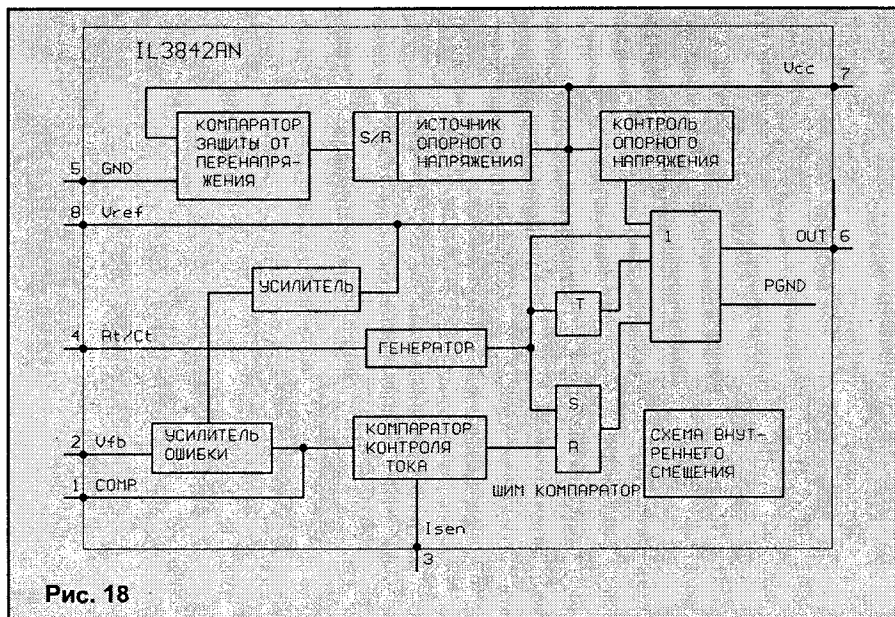 IL3842AN
Vcc
7
КОМПАРАТОР
ЗАЩИТЫ ОТ
ПЕРЕНАПРЯ-
ЖЕНИЯ
S/R
ИСТОЧНИК
ОПОРНОГО
НАПРЯЖЕНИЯ
КОНТРОЛЬ
ОПОРНОГО
НАПРЯЖЕНИЯ
5
GND
8
Vref
1
OUT
6
УСИЛИТЕЛЬ
T
PGND
4
Rt/Ct
ГЕНЕРАТОР
S
R
2
Vfb
УСИЛИТЕЛЬ
ОШИБКИ
КОМПАРАТОР
КОНТРОЛЯ
ТОКА
СХЕМА ВНУТ-
РЕННЕГО
СМЕЩЕНИЯ
1
COMP
ШИМ КОМПАРАТОР
Isen
3
Рис. 18